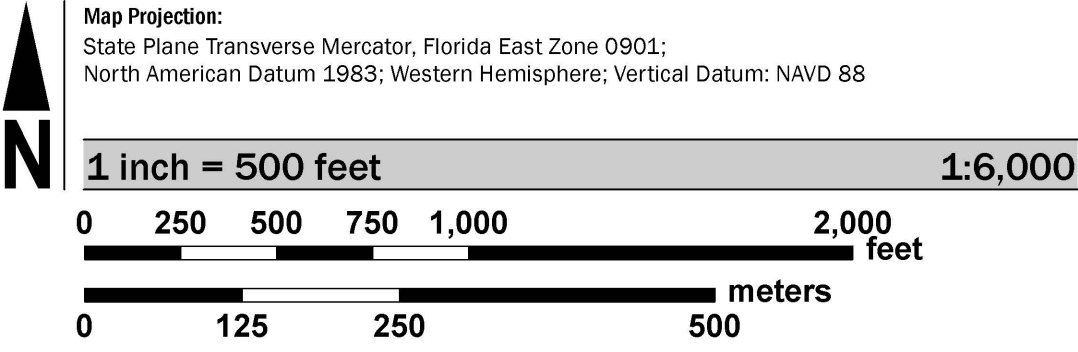 N
Map Projection:
State Plane Transverse Mercator, Florida East Zone 0901;
North American Datum 1983; Western Hemisphere; Vertical Datum: NAVD 88
1 inch = 500 feet 1:6,000
0 250 500 750 1,000 2,000
feet
meters
0 125 250 500